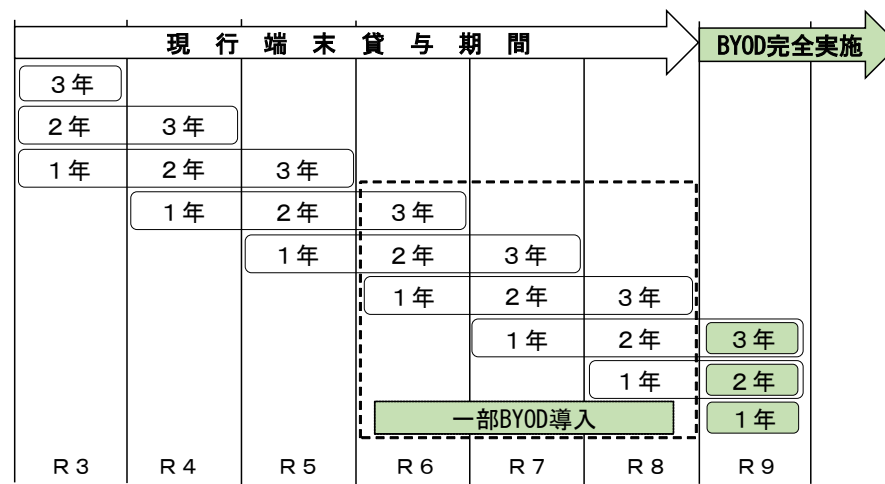 現行端末貸与期間 BYOD完全実施
３年
２年 ３年
１年 ２年 ３年
１年 ２年 ３年
１年 ２年 ３年
１年 ２年 ３年
１年 ２年 ３年
１年 ２年
一部BYOD導入 １年
Ｒ３ Ｒ４ Ｒ５ Ｒ６ Ｒ７ Ｒ８ Ｒ９